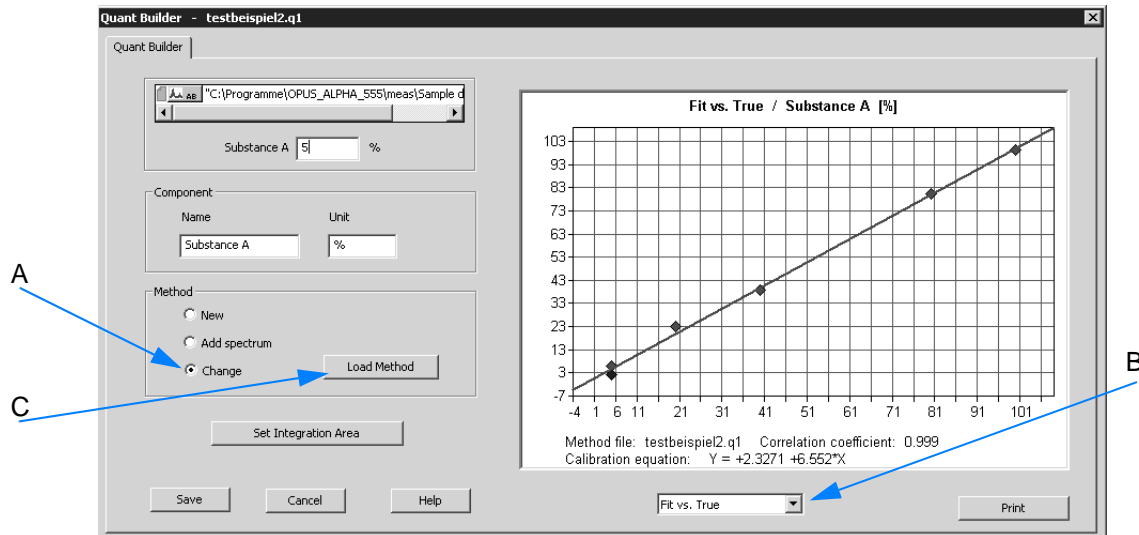 Quant Builder - testbeispiel2.q1
Quant Builder
AB "C:\Programme\OPUS_ALPHA_555\meas\Sample d
Substance A 5 %
Component
Name Unit
Substance A %
A
Method
New
Add spectrum
Change Load Method
C
Set Integration Area
Save Cancel Help
Fit vs. True / Substance A [%]
103
93
83
73
63
53
43
33
23
13
3
-7
-4 1 6 11 21 31 41 51 61 71 81 91 101
Method file: testbeispiel2.q1 Correlation coefficient: 0.999
Calibration equation: Y = +2.3271 +6.552*X
B
Fit vs. True
Print